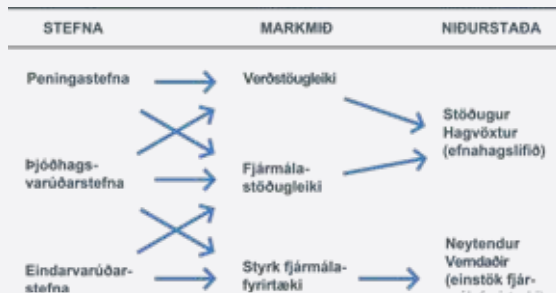 STEFNA MARKMIÐ NIÐURSTAÐA
Peningastefna
Verðstöugleiki
Stöðugur
Hagvöxtur
(efnahagslífið)
Þjóðhags-
varúðarstefna
Fjármála-
stöðugleiki
Eindarvarúðar-
stefna
Styrk fjármála-
fyrirtæki
Neytendur
Verndaðir
(einstök fjár-